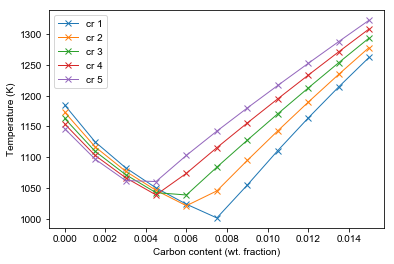 cr 1
cr 2
cr 3
cr 4
cr 5
1300
1250
1200
1150
1100
1050
1000
Temperature (K)
0.000 0.002 0.004 0.006 0.008 0.010 0.012 0.014
Carbon content (wt. fraction)